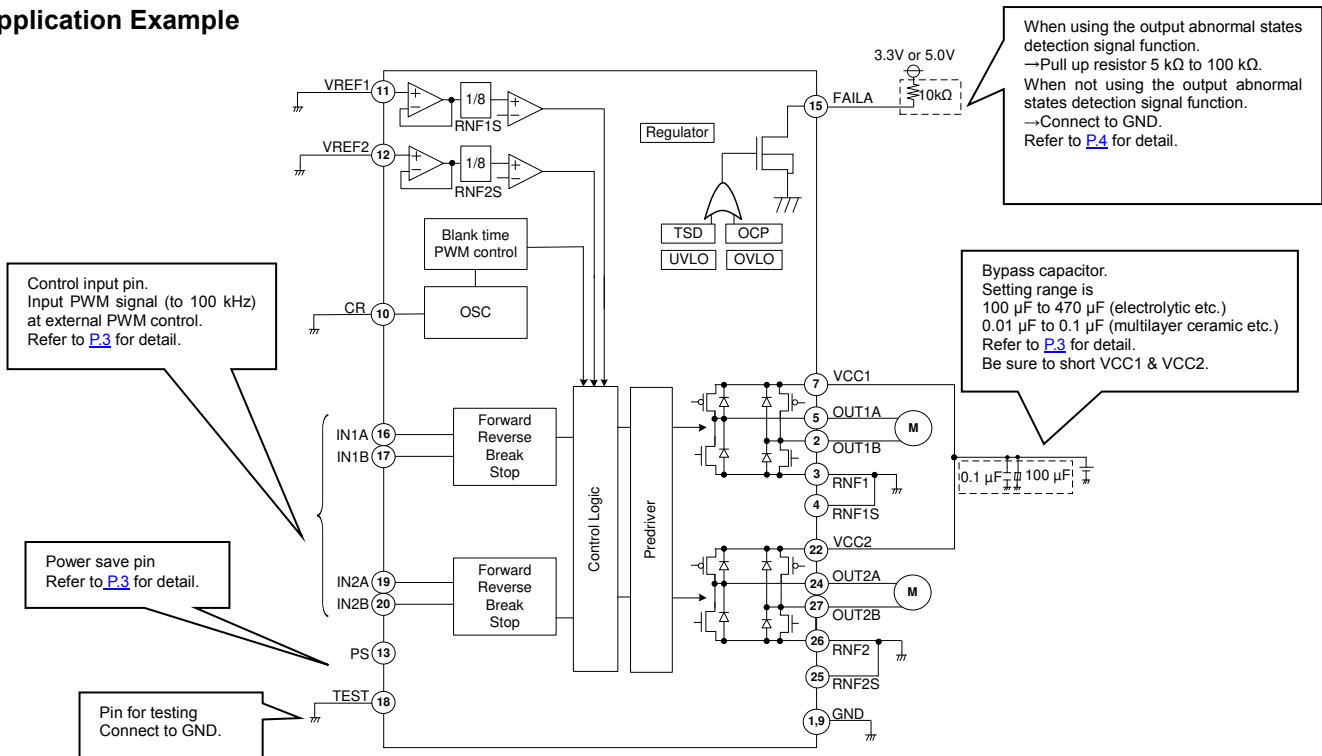 pplication Example
When using the output abnormal states
detection signal function.
→Pull up resistor 5 kΩ to 100 kΩ.
When not using the output abnormal
states detection signal function.
→Connect to GND.
Refer to P.4 for detail.
3.3V or 5.0V
10kΩ
VREF1
11
1/8
RNF1S
15
FAILA
Regulator
VREF2
12
1/8
RNF2S
TSD
OCP
UVLO
OVLO
Blank time
PWM control
Control input pin.
Input PWM signal (to 100 kHz)
at external PWM control.
Refer to P.3 for detail.
CR
10
OSC
Bypass capacitor.
Setting range is
100 µF to 470 µF (electrolytic etc.)
0.01 µF to 0.1 µF (multilayer ceramic etc.)
Refer to P.3 for detail.
Be sure to short VCC1 & VCC2.
7
VCC1
5
OUT1A
M
2
OUT1B
3
RNF1
4
RNF1S
IN1A
16
IN1B
17
Forward
Reverse
Break
Stop
Control Logic
Predriver
0.1 µF
100 µF
22
VCC2
24
OUT2A
M
27
OUT2B
26
RNF2
25
RNF2S
Power save pin
Refer to P.3 for detail.
IN2A
19
IN2B
20
Forward
Reverse
Break
Stop
PS
13
TEST
18
Pin for testing
Connect to GND.
1,9
GND